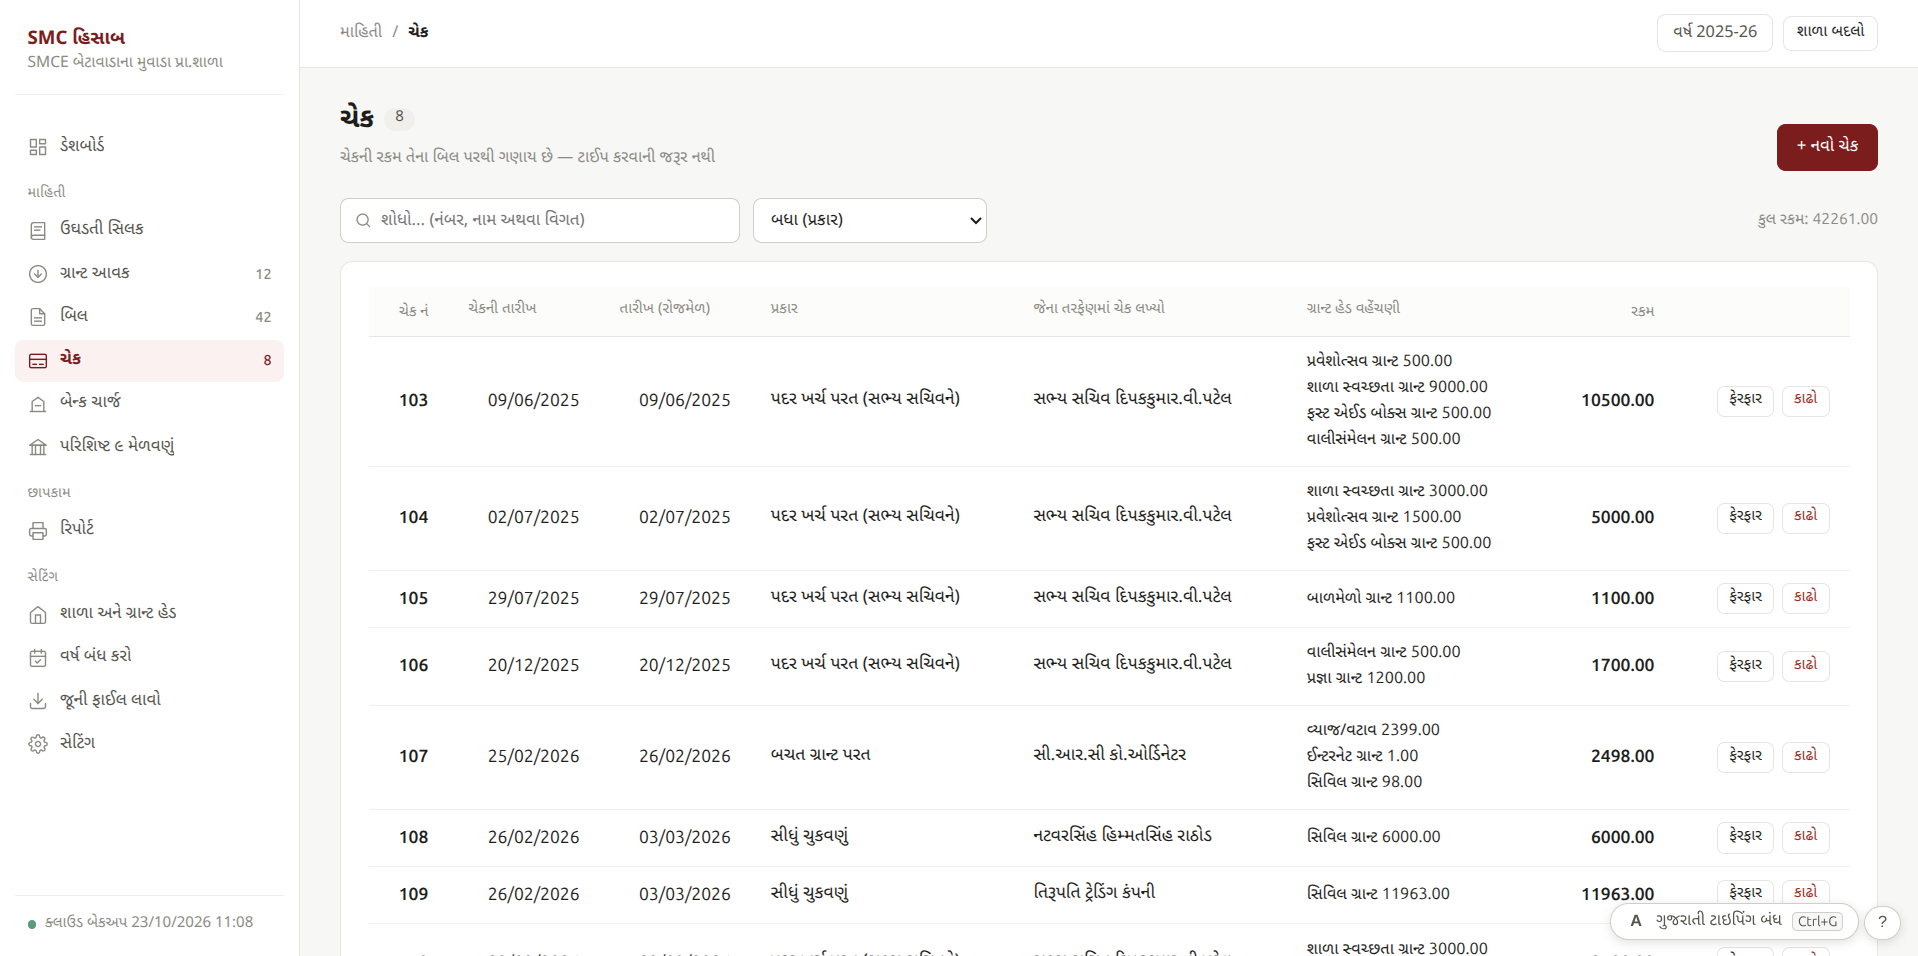 SMC હિસાબ
SMCE બેટાવાડાના મુવાડા પ્રા.શાળા
ડેશબોર્ડ
માહિતી
ઉઘડતી સિલક
ગ્રાન્ટ આવક 12
બિલ 42
ચેક 8
બેન્ક ચાર્જ
પરિશિષ્ટ ૯ મેળવણું
છાપકામ
રિપોર્ટ
સેટિંગ
શાળા અને ગ્રાન્ટ હેડ
વર્ષ બંધ કરો
જૂની ફાઈલ લાવો
સેટિંગ
ક્લાઉડ બેકઅપ 23/10/2026 11:08
માહિતી / ચેક
વર્ષ 2025-26 શાળા બદલો
ચેક 8
ચેકની રકમ તેના બિલ પરથી ગણાય છે — ટાઈપ કરવાની જરૂર નથી
+ નવો ચેક
શોધો... (નંબર, નામ અથવા વિગત) બધા (પ્રકાર) કુલ રકમ: 42261.00
ચેક નં ચેકની તારીખ તારીખ (રોજમેળ) પ્રકાર જેના તરફેણમાં ચેક લખ્યો ગ્રાન્ટ હેડ વહેંચણી રકમ
103 09/06/2025 09/06/2025 પદર ખર્ચ પરત (સભ્ય સચિવને) સભ્ય સચિવ દિપકકુમાર.વી.પટેલ
પ્રવેશોત્સવ ગ્રાન્ટ 500.00
શાળા સ્વચ્છતા ગ્રાન્ટ 9000.00
ફસ્ટ એઈડ બોક્સ ગ્રાન્ટ 500.00
વાલીસંમેલન ગ્રાન્ટ 500.00
10500.00 ફેરફાર કાઢો
104 02/07/2025 02/07/2025 પદર ખર્ચ પરત (સભ્ય સચિવને) સભ્ય સચિવ દિપકકુમાર.વી.પટેલ
શાળા સ્વચ્છતા ગ્રાન્ટ 3000.00
પ્રવેશોત્સવ ગ્રાન્ટ 1500.00
ફસ્ટ એઈડ બોક્સ ગ્રાન્ટ 500.00
5000.00 ફેરફાર કાઢો
105 29/07/2025 29/07/2025 પદર ખર્ચ પરત (સભ્ય સચિવને) સભ્ય સચિવ દિપકકુમાર.વી.પટેલ બાળમેળો ગ્રાન્ટ 1100.00 1100.00 ફેરફાર કાઢો
106 20/12/2025 20/12/2025 પદર ખર્ચ પરત (સભ્ય સચિવને) સભ્ય સચિવ દિપકકુમાર.વી.પટેલ
વાલીસંમેલન ગ્રાન્ટ 500.00
પ્રજ્ઞા ગ્રાન્ટ 1200.00
1700.00 ફેરફાર કાઢો
107 25/02/2026 26/02/2026 બચત ગ્રાન્ટ પરત સી.આર.સી કો.ઓર્ડિનેટર
વ્યાજ/વટાવ 2399.00
ઈન્ટરનેટ ગ્રાન્ટ 1.00
સિવિલ ગ્રાન્ટ 98.00
2498.00 ફેરફાર કાઢો
108 26/02/2026 03/03/2026 સીધું ચુકવણું નટવરસિંહ હિમ્મતસિંહ રાઠોડ સિવિલ ગ્રાન્ટ 6000.00 6000.00 ફેરફાર કાઢો
109 26/02/2026 03/03/2026 સીધું ચુકવણું તિરૂપતિ ટ્રેડિંગ કંપની સિવિલ ગ્રાન્ટ 11963.00 11963.00 ફેરફાર કાઢો
શાળા સ્વચ્છતા ગ્રાન્ટ 3000.00
A ગુજરાતી ટાઇપિંગ બંધ Ctrl+G ?